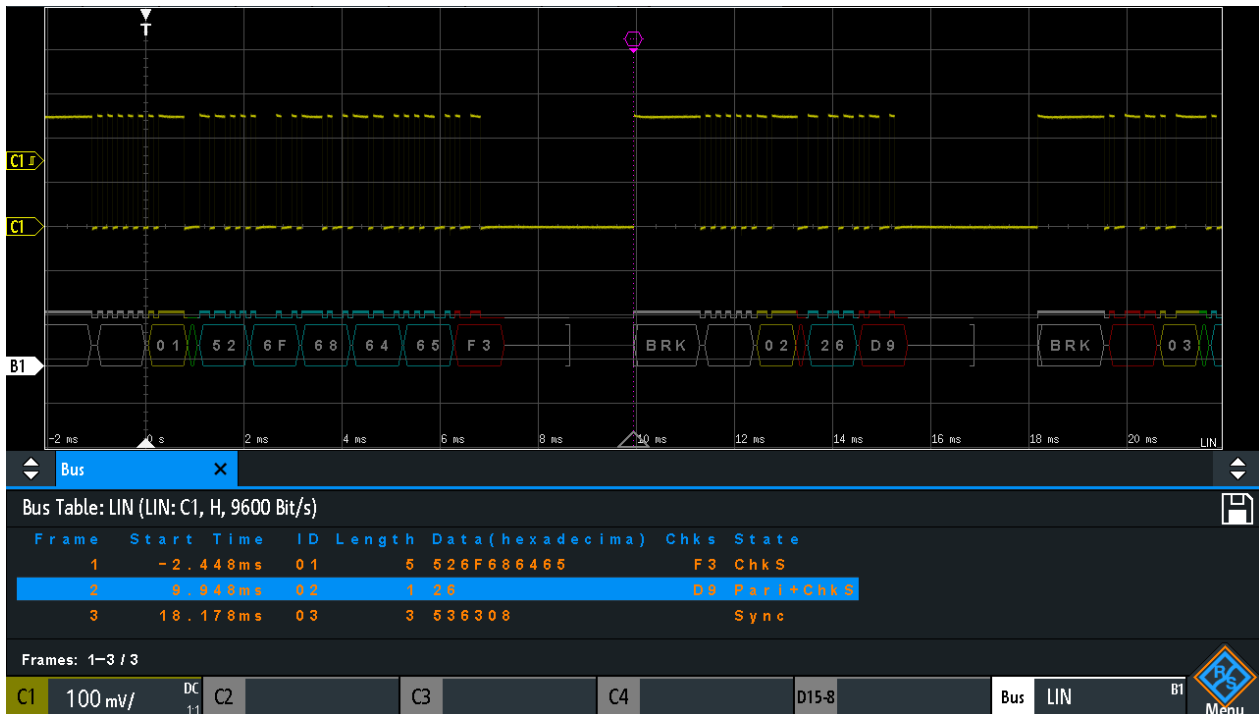 T
C1
C1
01 52 6F 68 64 65 F3 BRK 02 26 D9 BRK 03
B1
-2 ms 0 s 2 ms 4 ms 6 ms 8 ms 10 ms 12 ms 14 ms 16 ms 18 ms 20 ms LIN
Bus ×
Bus Table: LIN (LIN: C1, H, 9600 Bit/s)
Frame Start Time ID Length Data(hexadecima) Chks State
1 -2.448ms 01 5 526F686465 F3 ChkS
2 9.948ms 02 1 26 D9 Pari+ChkS
3 18.178ms 03 3 536308 Sync
Frames: 1-3 / 3
C1 100 mV/ DC 1:1 C2 C3 C4 D15-8 Bus LIN B1 R&S Menu